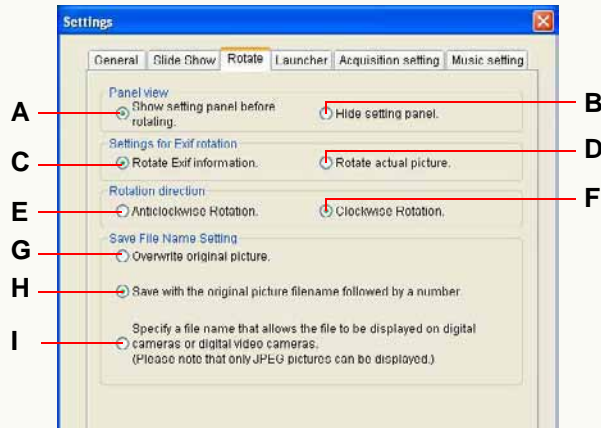 Settings
General Slide Show Rotate Launcher Acquisition setting Music setting
Panel view
A Show setting panel before rotating. B Hide setting panel.
Settings for Exif rotation
C Rotate Exif information. D Rotate actual picture.
Rotation direction
E Anticlockwise Rotation. F Clockwise Rotation.
Save File Name Setting
G Overwrite original picture.
H Save with the original picture filename followed by a number
Specify a file name that allows the file to be displayed on digital
I cameras or digital video cameras.
(Please note that only JPEG pictures can be displayed.)